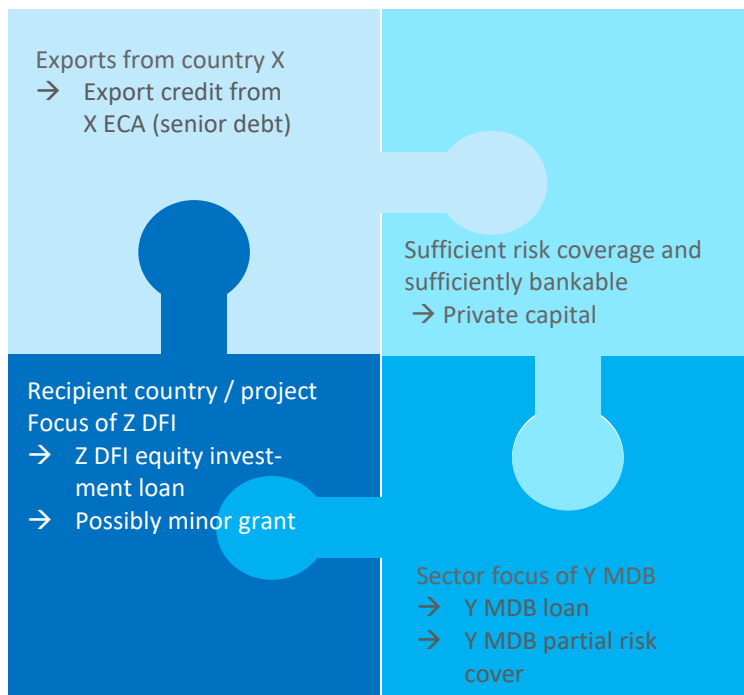 Exports from country X
→ Export credit from
X ECA (senior debt)
Sufficient risk coverage and
sufficiently bankable
→ Private capital
Recipient country / project
Focus of Z DFI
→ Z DFI equity invest-
ment loan
→ Possibly minor grant
Sector focus of Y MDB
→ Y MDB loan
→ Y MDB partial risk
cover